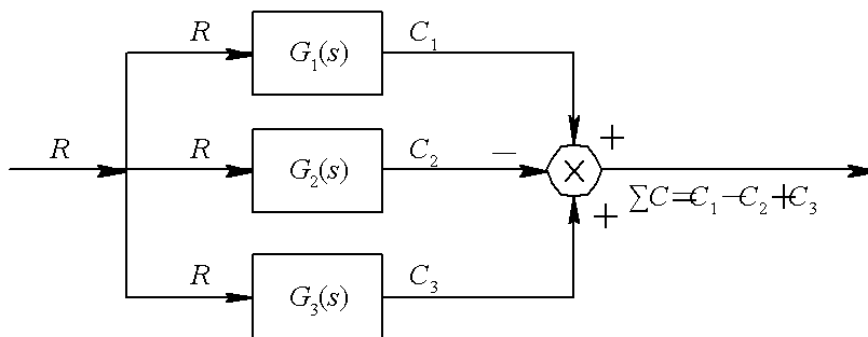 R G₁(s) C₁
+
R R G₂(s) C₂ −
∑C=C₁−C₂+C₃
+
R G₃(s) C₃